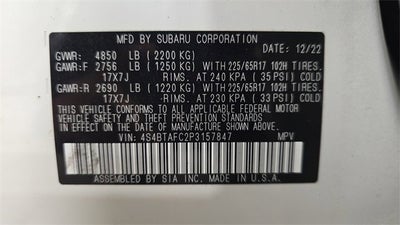 MFD BY SUBARU CORPORATION
DATE: 12/22
GVWR: 4850 LB (2200 KG)
GAWR:F 2756 LB (1250 KG) WITH 225/65R17 102H TIRES.
17X7J RIMS. AT 240 KPA (35 PSI) COLD
GAWR:R 2690 LB (1220 KG) WITH 225/65R17 102H TIRES.
17X7J RIMS. AT 230 KPA (33 PSI) COLD
THIS VEHICLE CONFORMS TO ALL APPLICABLE FEDERAL MOTOR VEHICLE SAFETY, BUMPER, AND THEFT PREVENTION STANDARDS IN EFFECT ON THE DATE OF MANUFACTURE SHOWN ABOVE.
VIN: 4S4BTAFC2P3157847 MPV
ASSEMBLED BY SIA INC. MADE IN U.S.A.